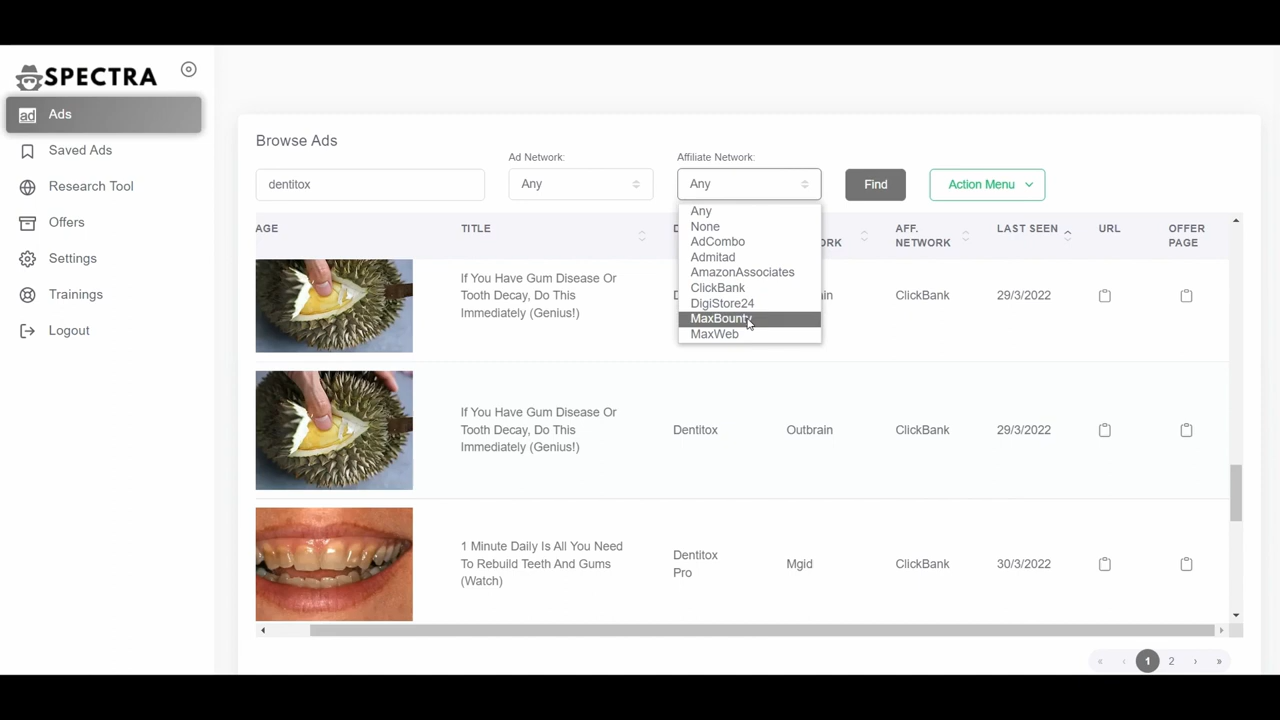 SPECTRA
Ads
Saved Ads
Research Tool
Offers
Settings
Trainings
Logout
Browse Ads
Ad Network:
Affiliate Network:
dentitox
Any
Any
Find
Action Menu
Any
None
AdCombo
Admitad
AmazonAssociates
ClickBank
DigiStore24
MaxBounty
MaxWeb
AGE
TITLE
AFF.
NETWORK
LAST SEEN
URL
OFFER
PAGE
If You Have Gum Disease Or
Tooth Decay, Do This
Immediately (Genius!)
ClickBank
29/3/2022
If You Have Gum Disease Or
Tooth Decay, Do This
Immediately (Genius!)
Dentitox
Outbrain
ClickBank
29/3/2022
1 Minute Daily Is All You Need
To Rebuild Teeth And Gums
(Watch)
Dentitox
Pro
Mgid
ClickBank
30/3/2022
« ‹ 1 2 › »